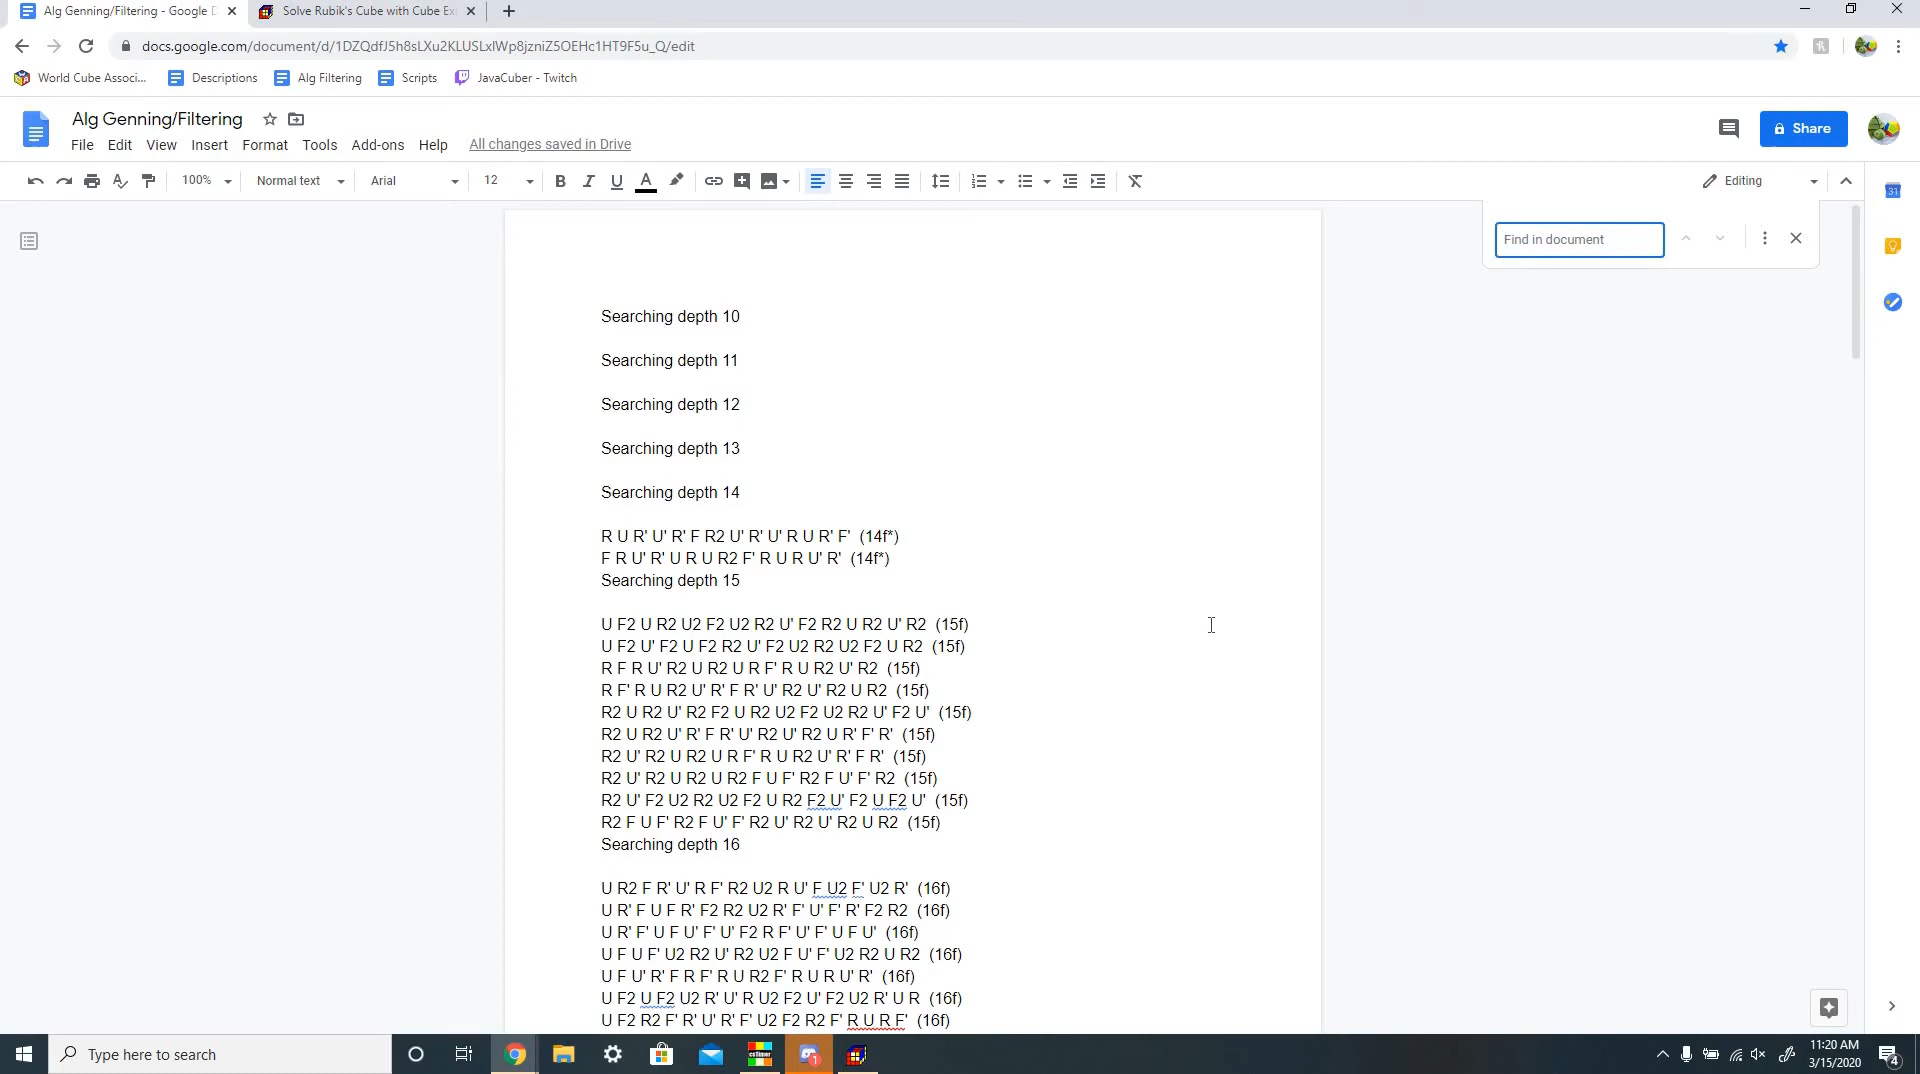 Alg Genning/Filtering - Google D
Solve Rubik's Cube with Cube Ex
docs.google.com/document/d/1DZQdfJ5h8sLXu2KLUSLxlWp8jzniZ5OEHc1HT9F5u_Q/edit
World Cube Associ... Descriptions Alg Filtering Scripts JavaCuber - Twitch
Alg Genning/Filtering
Share
File Edit View Insert Format Tools Add-ons Help All changes saved in Drive
100% Normal text Arial 12 B I U A Editing
31
Find in document
Searching depth 10
Searching depth 11
Searching depth 12
Searching depth 13
Searching depth 14
R U R' U' R' F R2 U' R' U' R U R' F' (14f*)
F R U' R' U R U R2 F' R U R U' R' (14f*)
Searching depth 15
U F2 U R2 U2 F2 U2 R2 U' F2 R2 U R2 U' R2 (15f)
U F2 U' F2 U F2 R2 U' F2 U2 R2 U2 F2 U R2 (15f)
R F R U' R2 U R2 U R F' R U R2 U' R2 (15f)
R F' R U R2 U' R' F R' U' R2 U' R2 U R2 (15f)
R2 U R2 U' R2 F2 U R2 U2 F2 U2 R2 U' F2 U' (15f)
R2 U R2 U' R' F R' U' R2 U' R2 U R' F' R' (15f)
R2 U' R2 U R2 U R F' R U R2 U' R' F R' (15f)
R2 U' R2 U R2 U R2 F U F' R2 F U' F' R2 (15f)
R2 U' F2 U2 R2 U2 F2 U R2 F2 U' F2 U F2 U' (15f)
R2 F U F' R2 F U' F' R2 U' R2 U' R2 U R2 (15f)
Searching depth 16
U R2 F R' U' R F' R2 U2 R U' F U2 F' U2 R' (16f)
U R' F U F R' F2 R2 U2 R' F' U' F' R' F2 R2 (16f)
U R' F' U F U' F' U' F2 R F' U' F' U F U' (16f)
U F U F' U2 R2 U' R2 U2 F U' F' U2 R2 U R2 (16f)
U F U' R' F R F' R U R2 F' R U R U' R' (16f)
U F2 U F2 U2 R' U' R U2 F2 U' F2 U2 R' U R (16f)
U F2 R2 F' R' U' R' F' U2 F2 R2 F' R U R F' (16f)
Type here to search
csTimer
1
11:20 AM
3/15/2020
4